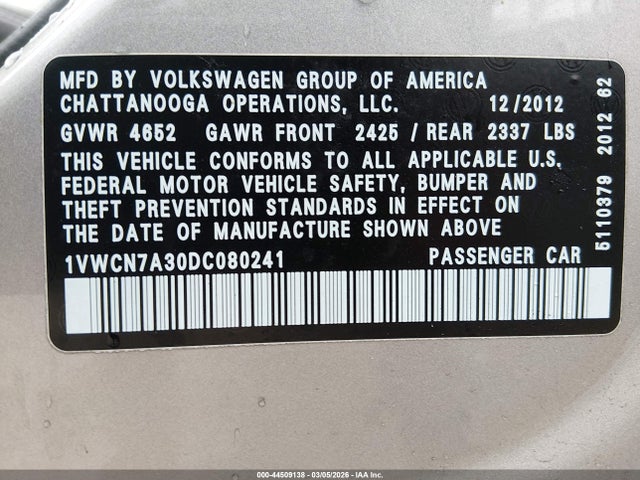 MFD BY VOLKSWAGEN GROUP OF AMERICA
CHATTANOOGA OPERATIONS, LLC. 12/2012
GVWR 4652 GAWR FRONT 2425 / REAR 2337 LBS
THIS VEHICLE CONFORMS TO ALL APPLICABLE U.S.
FEDERAL MOTOR VEHICLE SAFETY, BUMPER AND
THEFT PREVENTION STANDARDS IN EFFECT ON
THE DATE OF MANUFACTURE SHOWN ABOVE
1VWCN7A30DC080241 PASSENGER CAR
5110379 2012 62
000-44509138 - 03/05/2026 - IAA Inc.